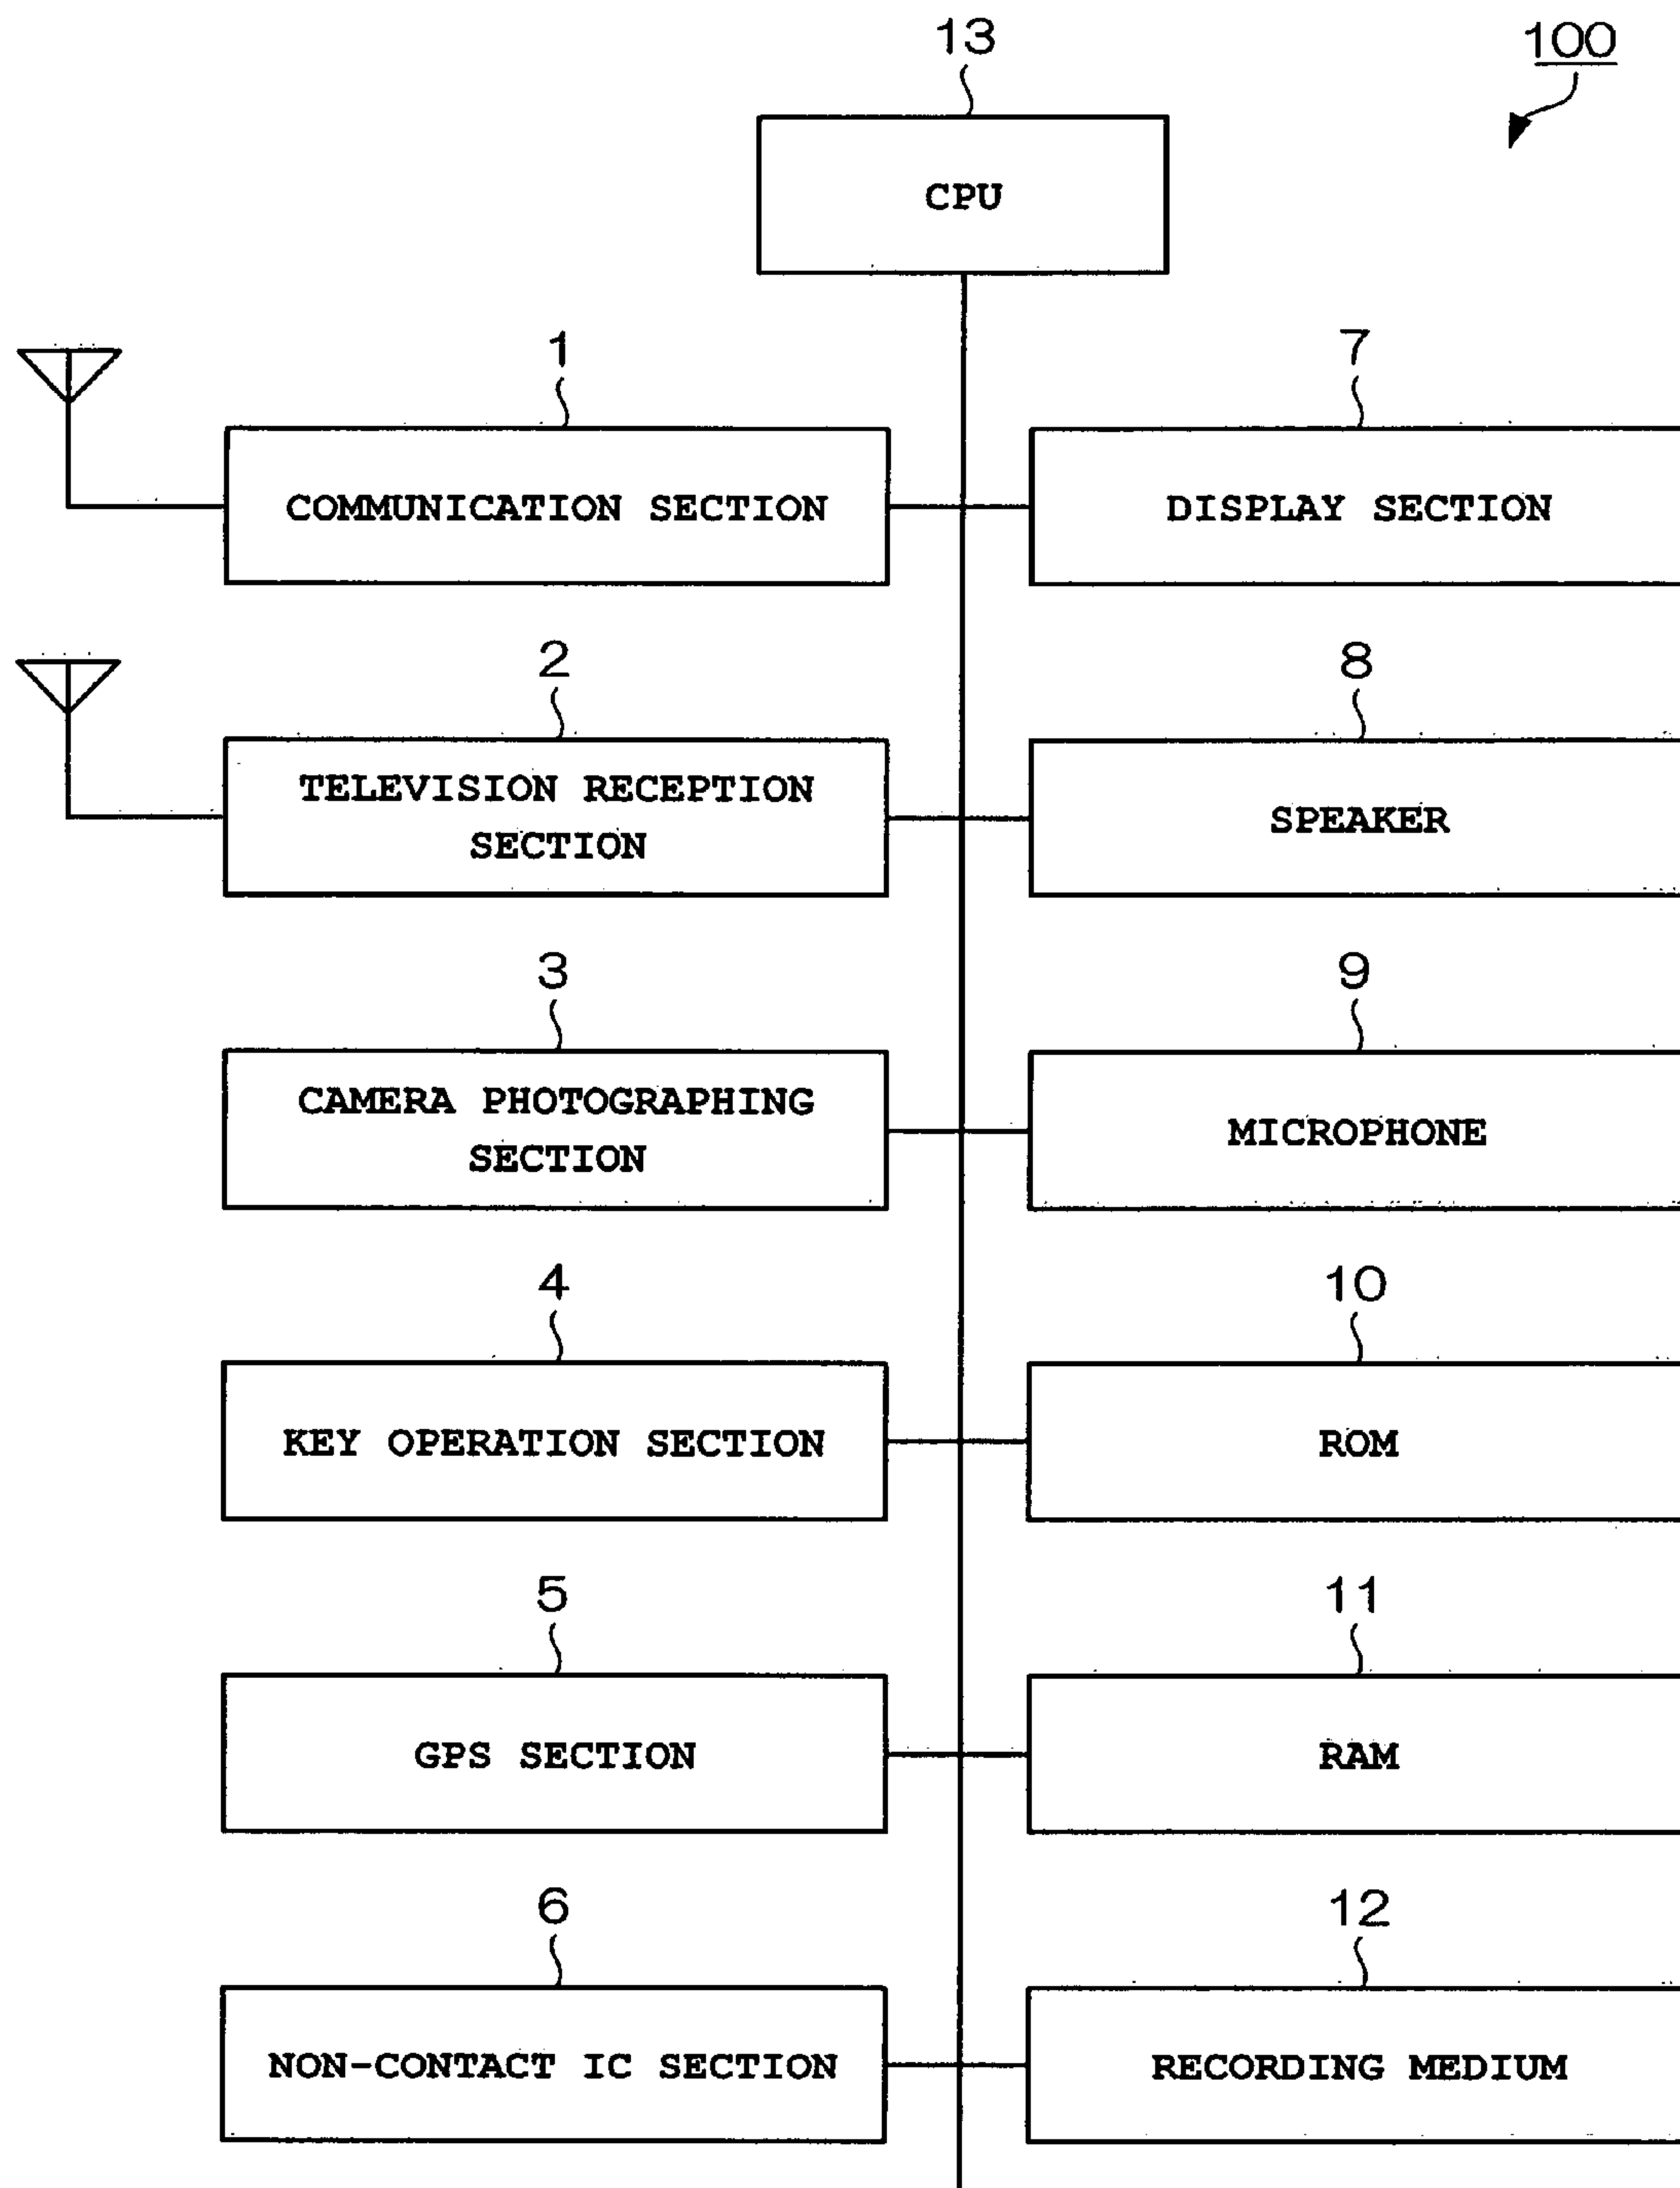 13
100
CPU
1
7
COMMUNICATION SECTION
DISPLAY SECTION
2
8
TELEVISION RECEPTION
SECTION
SPEAKER
3
9
CAMERA PHOTOGRAPHING
SECTION
MICROPHONE
4
10
KEY OPERATION SECTION
ROM
5
11
GPS SECTION
RAM
6
12
NON-CONTACT IC SECTION
RECORDING MEDIUM